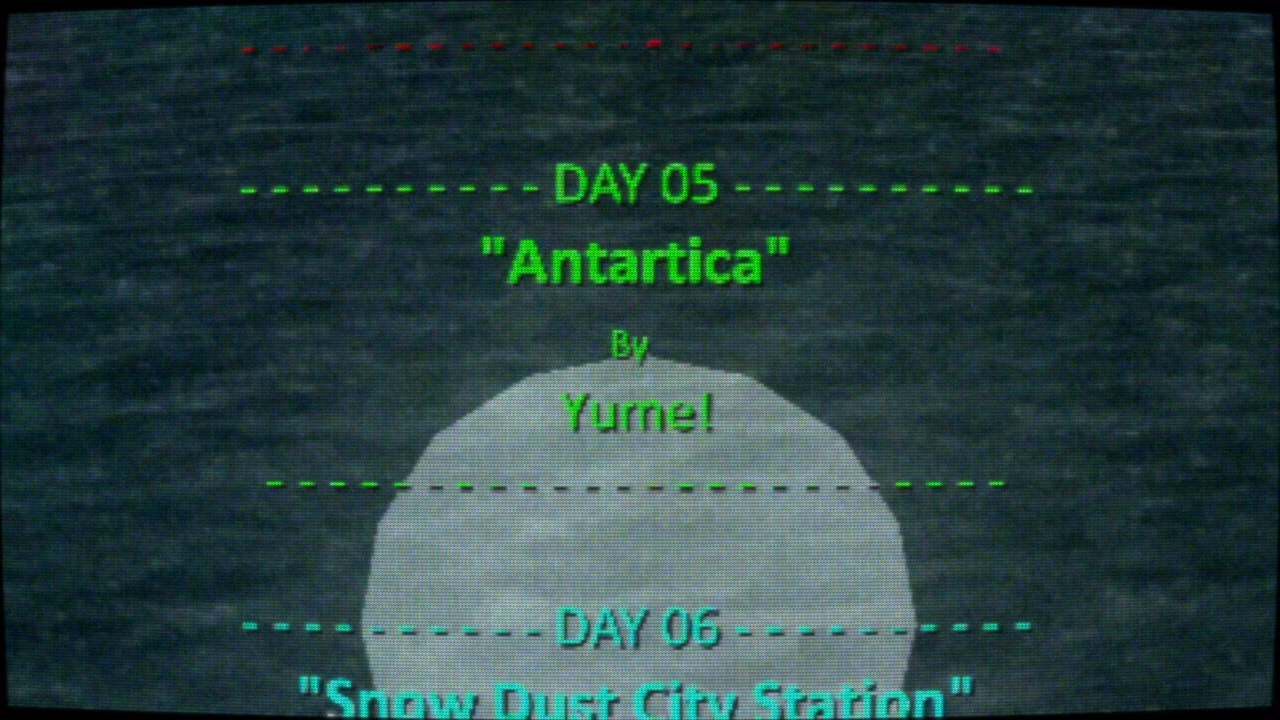 - - - - - - - - - - DAY 05 - - - - - - - - - -
"Antartica"
By
Yume!
- - - - - - - - - - - - - - - - - - - - - - - -
- - - - - - - - - - DAY 06 - - - - - - - - - -
"Snow Dust City Station"